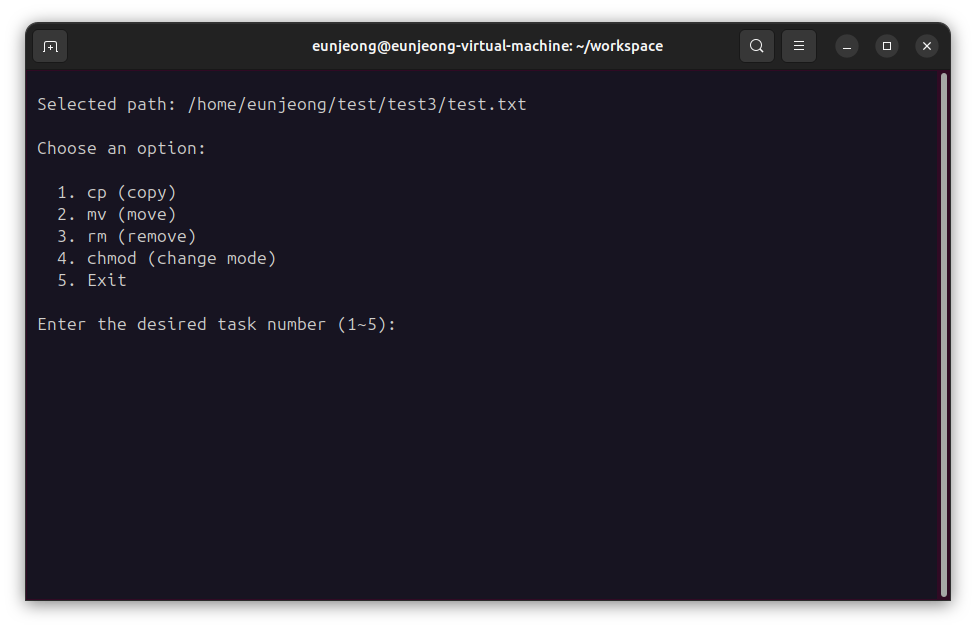 eunjeong@eunjeong-virtual-machine: ~/workspace
Selected path: /home/eunjeong/test/test3/test.txt
Choose an option:
1. cp (copy)
2. mv (move)
3. rm (remove)
4. chmod (change mode)
5. Exit
Enter the desired task number (1~5):